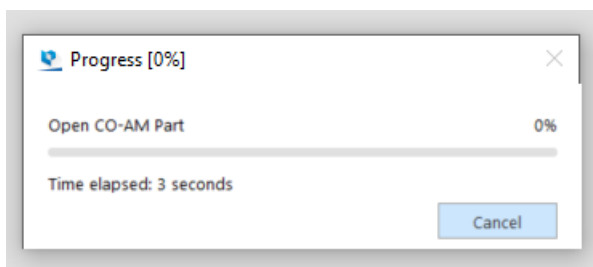 Progress [0%]
Open CO-AM Part 0%
Time elapsed: 3 seconds
Cancel